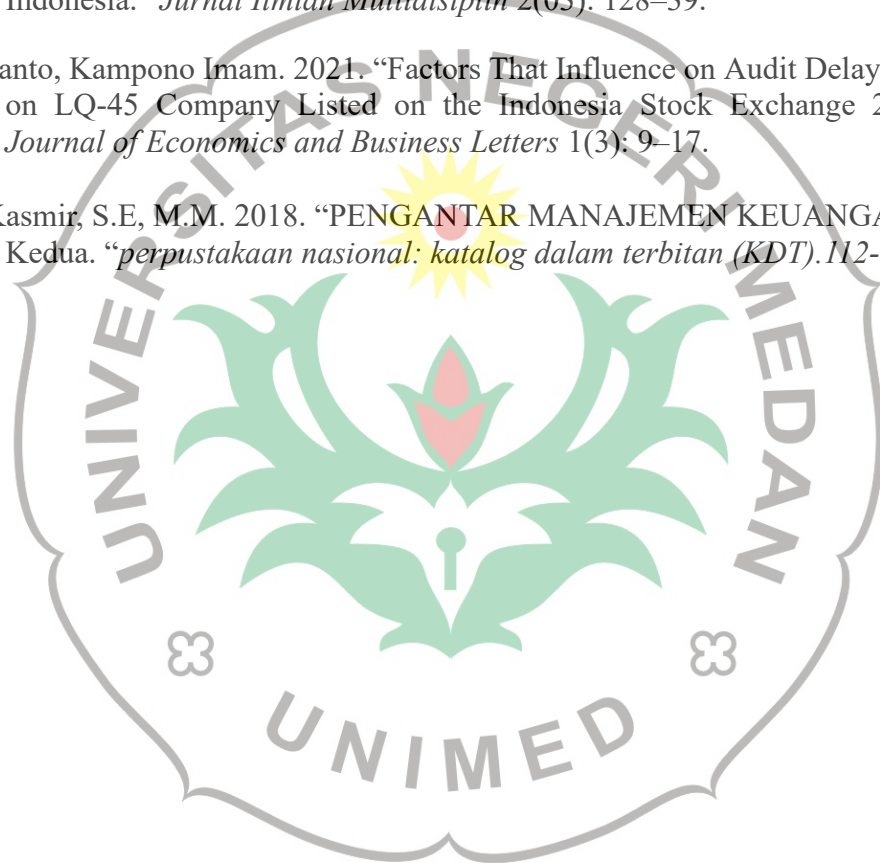 Indonesia." Jurnal Ilmiah Multidisiplin 2(03): 128–39.
anto, Kampono Imam. 2021. “Factors That Influence on Audit Delay
on LQ-45 Company Listed on the Indonesia Stock Exchange 2
Journal of Economics and Business Letters 1(3): 9–17.
Kasmir, S.E, M.M. 2018. “PENGANTAR MANAJEMEN KEUANGA
Kedua. “perpustakaan nasional: katalog dalam terbitan (KDT).112-
UNIVERSITAS NEGERI MEDAN
UNIMED